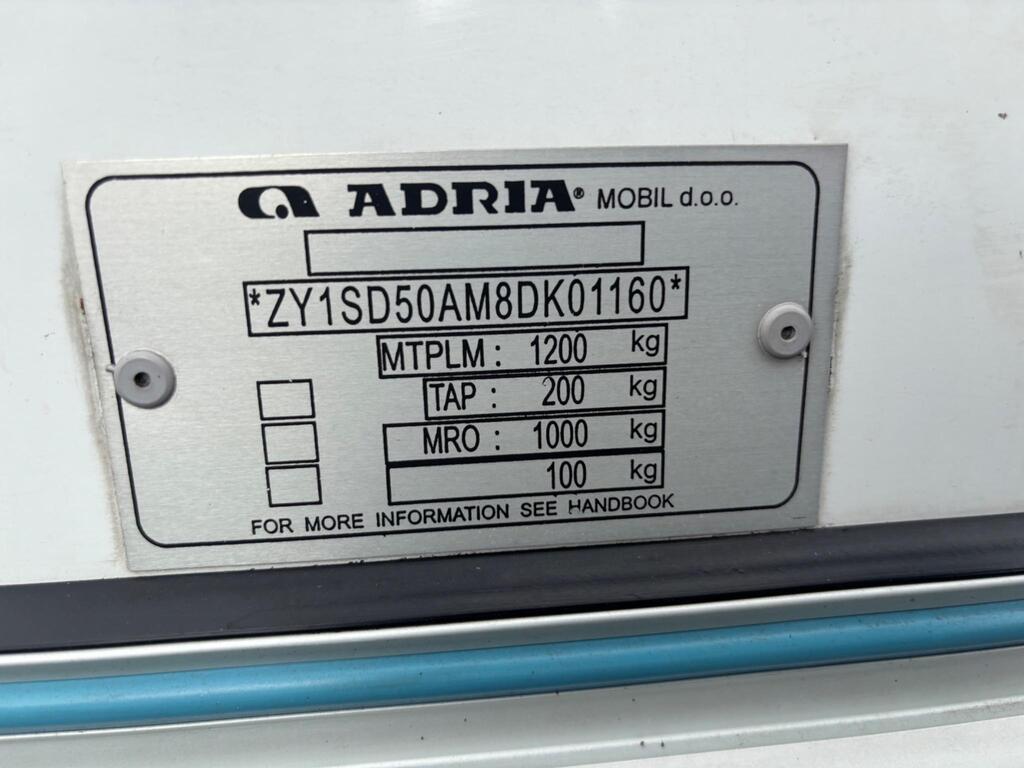 ADRIA® MOBIL d.o.o.
*ZY1SD50AM8DK01160*
MTPLM : 1200 kg
TAP : 200 kg
MRO : 1000 kg
100 kg
FOR MORE INFORMATION SEE HANDBOOK